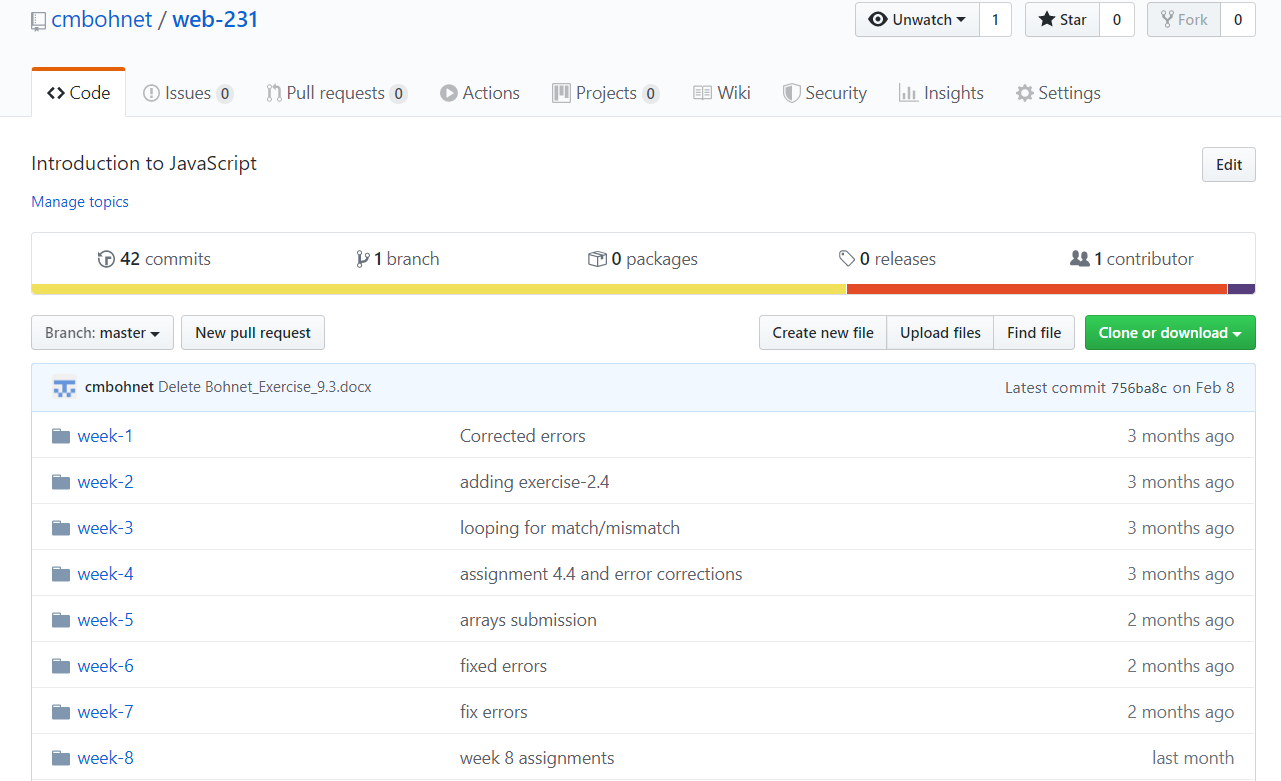 cmbohnet / web-231
Unwatch 1 Star 0 Fork 0
Code Issues 0 Pull requests 0 Actions Projects 0 Wiki Security Insights Settings
Introduction to JavaScript Edit
Manage topics
42 commits 1 branch 0 packages 0 releases 1 contributor
Branch: master New pull request Create new file Upload files Find file Clone or download
cmbohnet Delete Bohnet_Exercise_9.3.docx Latest commit 756ba8c on Feb 8
week-1 Corrected errors 3 months ago
week-2 adding exercise-2.4 3 months ago
week-3 looping for match/mismatch 3 months ago
week-4 assignment 4.4 and error corrections 3 months ago
week-5 arrays submission 2 months ago
week-6 fixed errors 2 months ago
week-7 fix errors 2 months ago
week-8 week 8 assignments last month